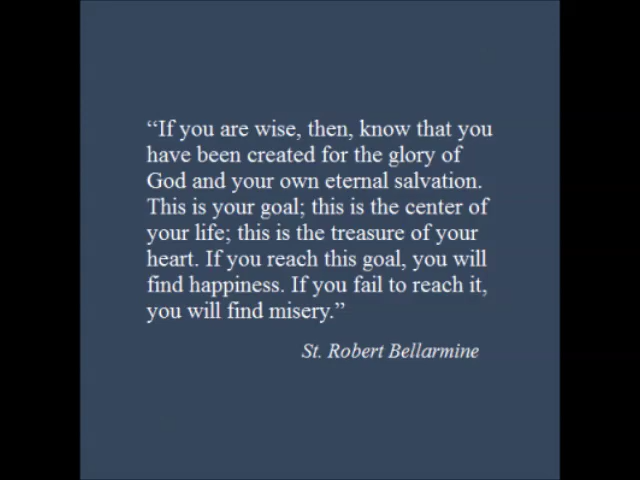 “If you are wise, then, know that you
have been created for the glory of
God and your own eternal salvation.
This is your goal; this is the center of
your life; this is the treasure of your
heart. If you reach this goal, you will
find happiness. If you fail to reach it,
you will find misery.”
St. Robert Bellarmine